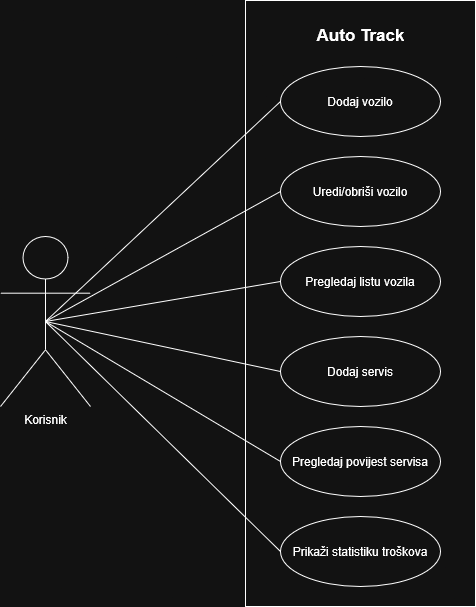 Auto Track
Dodaj vozilo
Uredi/obriši vozilo
Pregledaj listu vozila
Dodaj servis
Korisnik
Pregledaj povijest servisa
Prikaži statistiku troškova